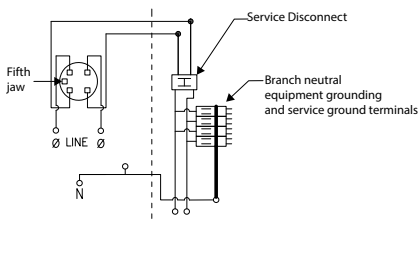 Service Disconnect
Fifth
jaw
Branch neutral
equipment grounding
and service ground terminals
Ø LINE Ø
N